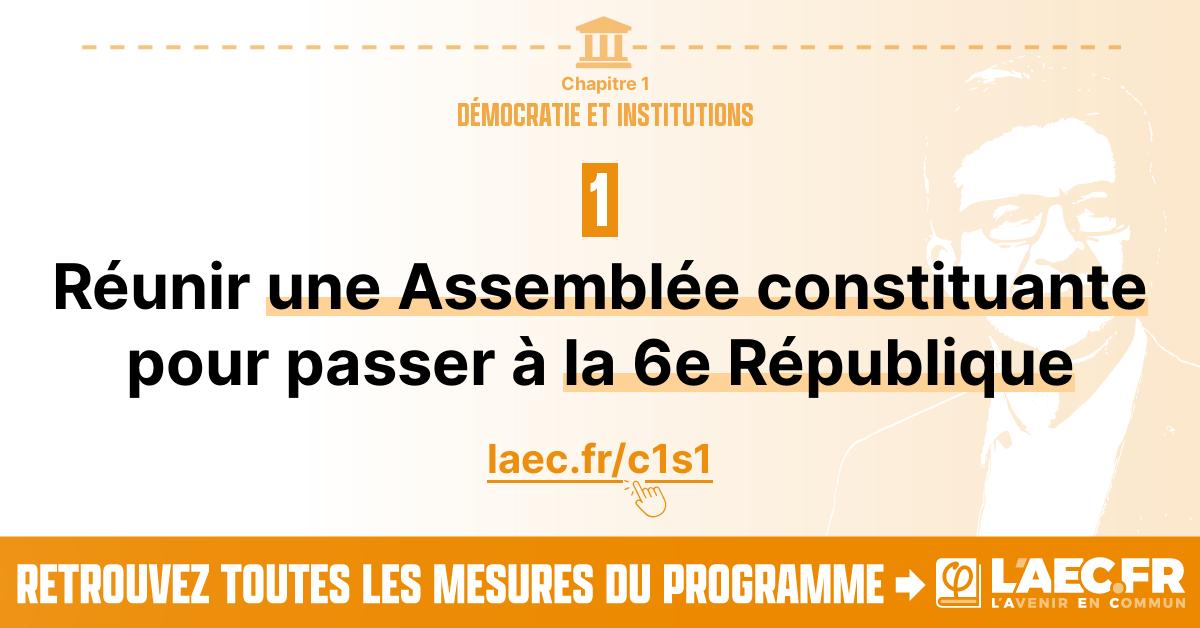 Chapitre 1
DÉMOCRATIE ET INSTITUTIONS
1
Réunir une Assemblée constituante
pour passer à la 6e République
laec.fr/c1s1
RETROUVEZ TOUTES LES MESURES DU PROGRAMME
φ L'AEC.FR
L'AVENIR EN COMMUN